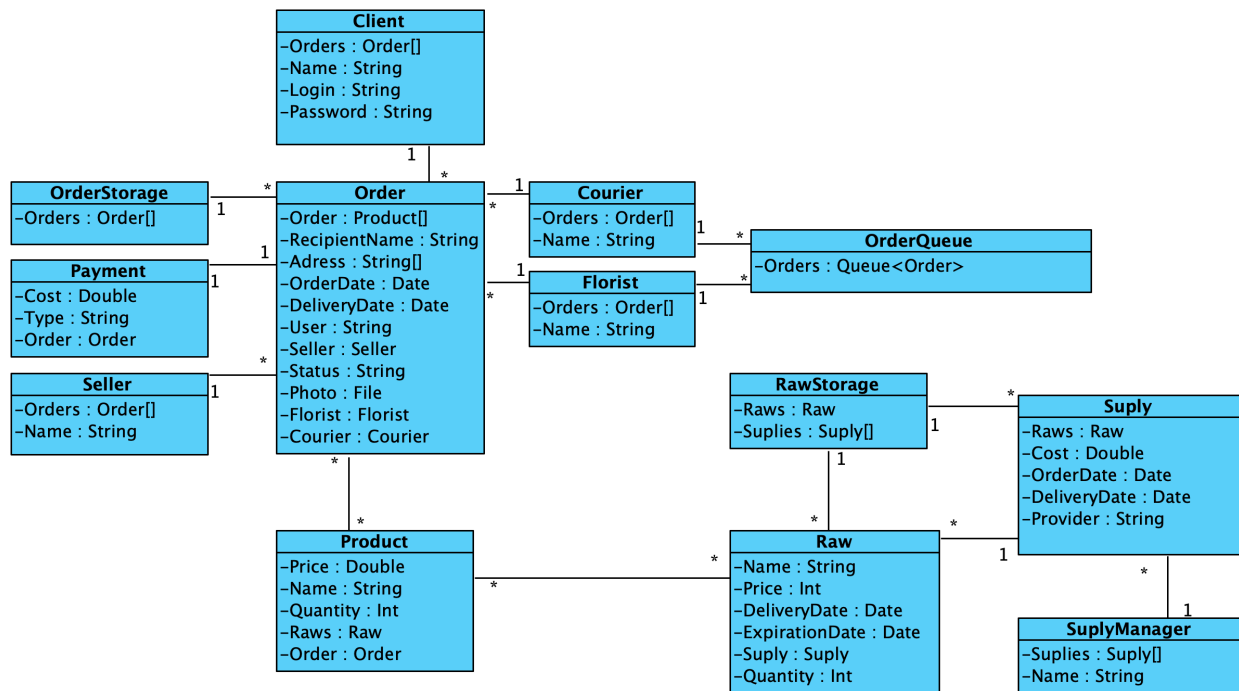 Client
-Orders : Order[]
-Name : String
-Login : String
-Password : String
1
*
OrderStorage
-Orders : Order[]
*
1
Payment
-Cost : Double
-Type : String
-Order : Order
1
1
Seller
-Orders : Order[]
-Name : String
*
1
Order
-Order : Product[]
-RecipientName : String
-Adress : String[]
-OrderDate : Date
-DeliveryDate : Date
-User : String
-Seller : Seller
-Status : String
-Photo : File
-Florist : Florist
-Courier : Courier
1
*
Courier
-Orders : Order[]
-Name : String
1
*
1
*
Florist
-Orders : Order[]
-Name : String
*
1
OrderQueue
-Orders : Queue<Order>
*
*
Product
-Price : Double
-Name : String
-Quantity : Int
-Raws : Raw
-Order : Order
*
*
RawStorage
-Raws : Raw
-Suplies : Suply[]
*
1
1
*
Suply
-Raws : Raw
-Cost : Double
-OrderDate : Date
-DeliveryDate : Date
-Provider : String
Raw
-Name : String
-Price : Int
-DeliveryDate : Date
-ExpirationDate : Date
-Suply : Suply
-Quantity : Int
*
1
*
1
SuplyManager
-Suplies : Suply[]
-Name : String